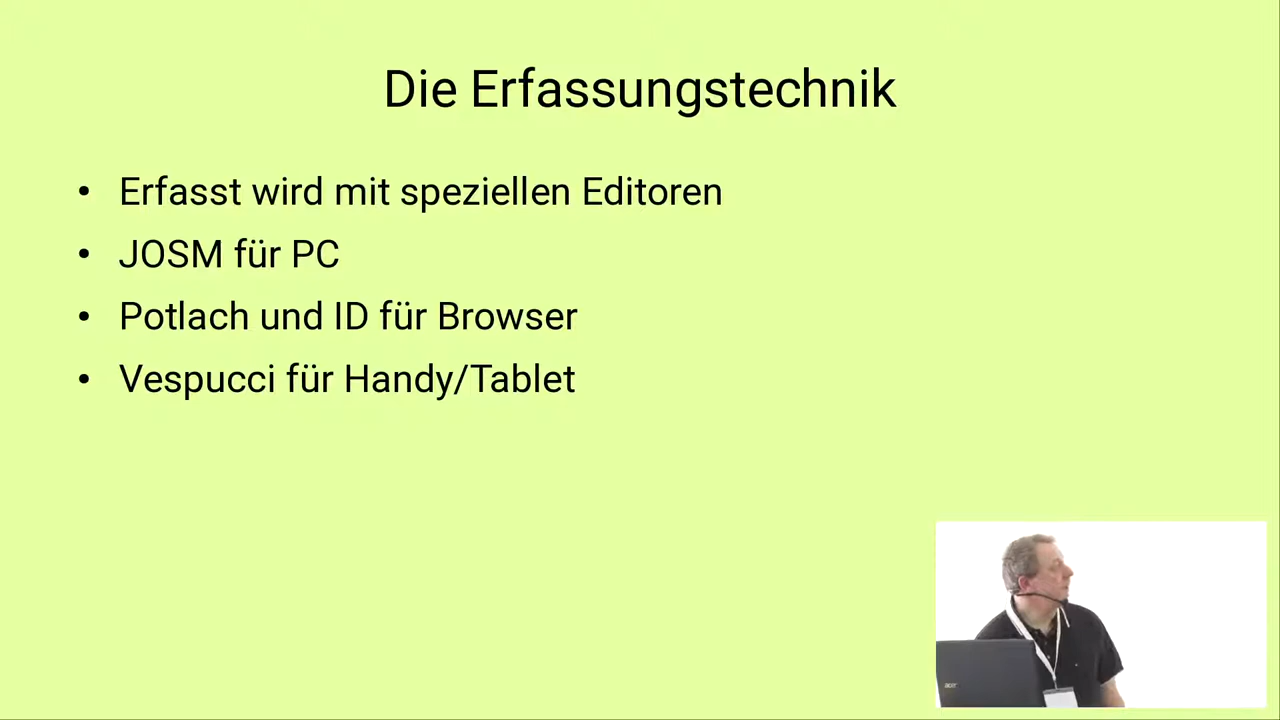 Die Erfassungstechnik
• Erfasst wird mit speziellen Editoren
• JOSM für PC
• Potlach und ID für Browser
• Vespucci für Handy/Tablet
acer